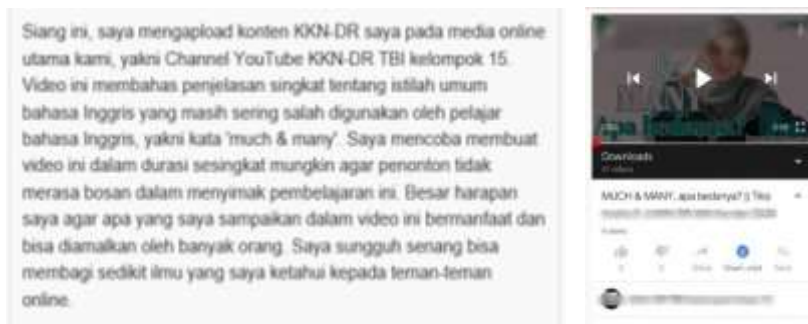 Siang ini, saya mengapload konten KKN-DR saya pada media online
utama kami, yakni Channel YouTube KKN-DR TBI kelompok 15.
Video ini membahas penjelasan singkat tentang istilah umum
bahasa Inggris yang masih sering salah digunakan oleh pelajar
bahasa Inggris, yakni kata 'much & many'. Saya mencoba membuat
video ini dalam durasi sesingkat mungkin agar penonton tidak
merasa bosan dalam menyimak pembelajaran ini. Besar harapan
saya agar apa yang saya sampaikan dalam video ini bermanfaat dan
bisa diamalkan oleh banyak orang. Saya sungguh senang bisa
membagi sedikit ilmu yang saya ketahui kepada teman-teman
online.
Apa
Downloads
MUCH & MANY, apa bedanya? ||